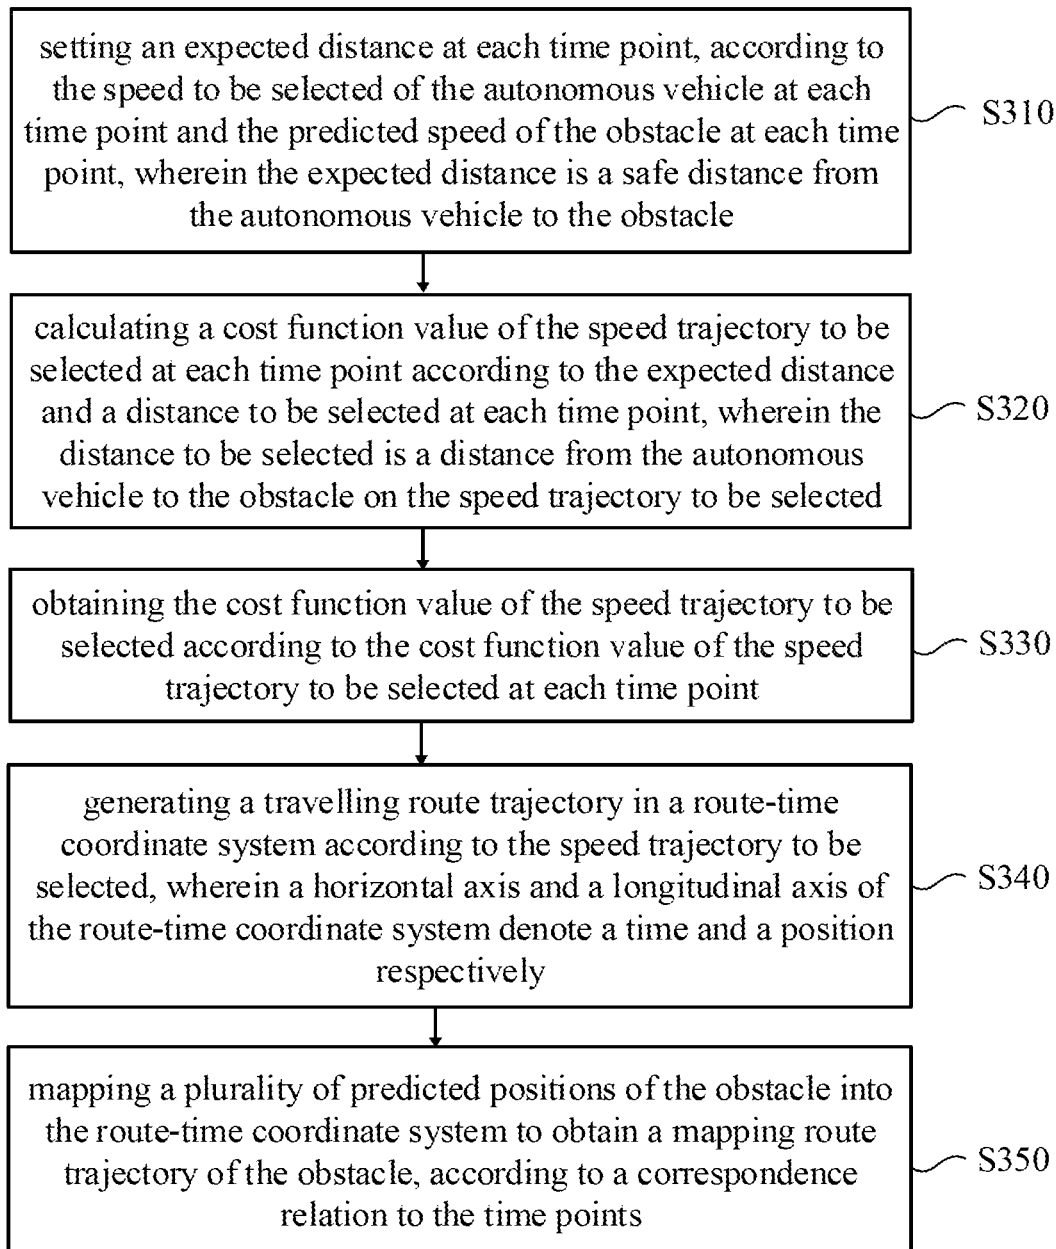 setting an expected distance at each time point, according to
the speed to be selected of the autonomous vehicle at each
time point and the predicted speed of the obstacle at each time
point, wherein the expected distance is a safe distance from
the autonomous vehicle to the obstacle
S310
calculating a cost function value of the speed trajectory to be
selected at each time point according to the expected distance
and a distance to be selected at each time point, wherein the
distance to be selected is a distance from the autonomous
vehicle to the obstacle on the speed trajectory to be selected
S320
obtaining the cost function value of the speed trajectory to be
selected according to the cost function value of the speed
trajectory to be selected at each time point
S330
generating a travelling route trajectory in a route-time
coordinate system according to the speed trajectory to be
selected, wherein a horizontal axis and a longitudinal axis of
the route-time coordinate system denote a time and a position
respectively
S340
mapping a plurality of predicted positions of the obstacle into
the route-time coordinate system to obtain a mapping route
trajectory of the obstacle, according to a correspondence
relation to the time points
S350